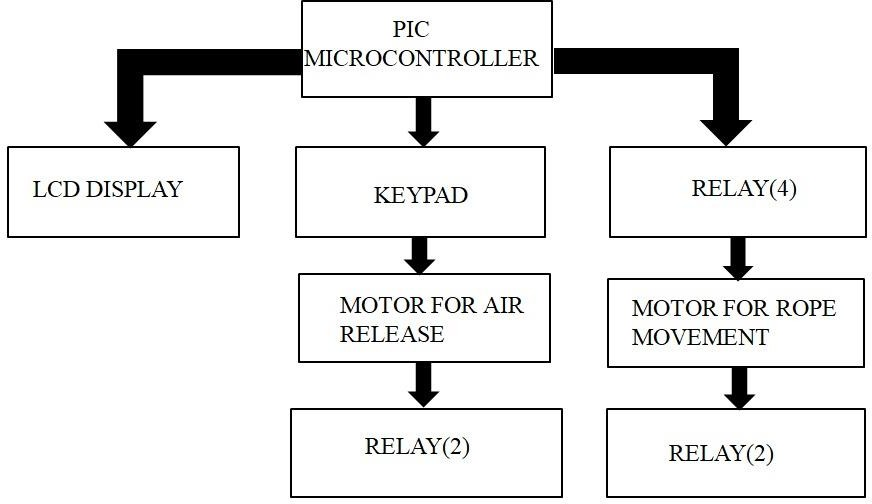 PIC
MICROCONTROLLER
LCD DISPLAY
KEYPAD
RELAY(4)
MOTOR FOR AIR
RELEASE
MOTOR FOR ROPE
MOVEMENT
RELAY(2)
RELAY(2)